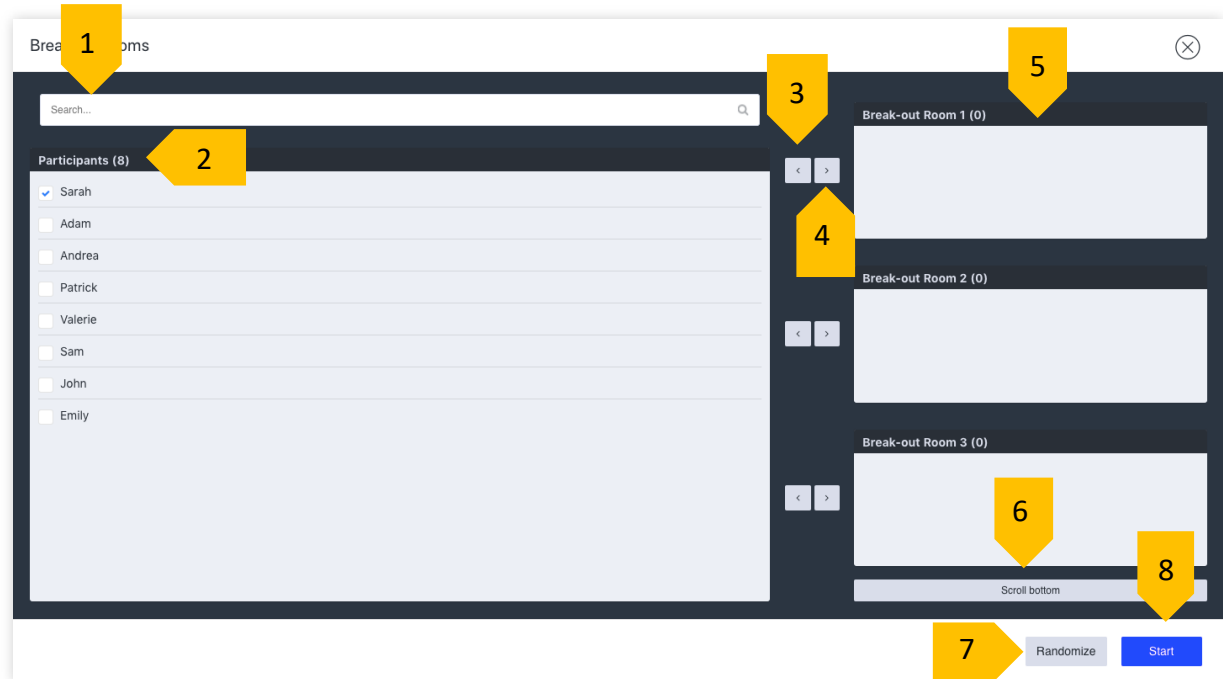 1
Brea oms
5
3
Search...
Break-out Room 1 (0)
Participants (8)
2
‹ ›
Sarah
Adam
4
Andrea
Break-out Room 2 (0)
Patrick
Valerie
‹ ›
Sam
John
Emily
Break-out Room 3 (0)
‹ ›
6
8
Scroll bottom
7
Randomize
Start